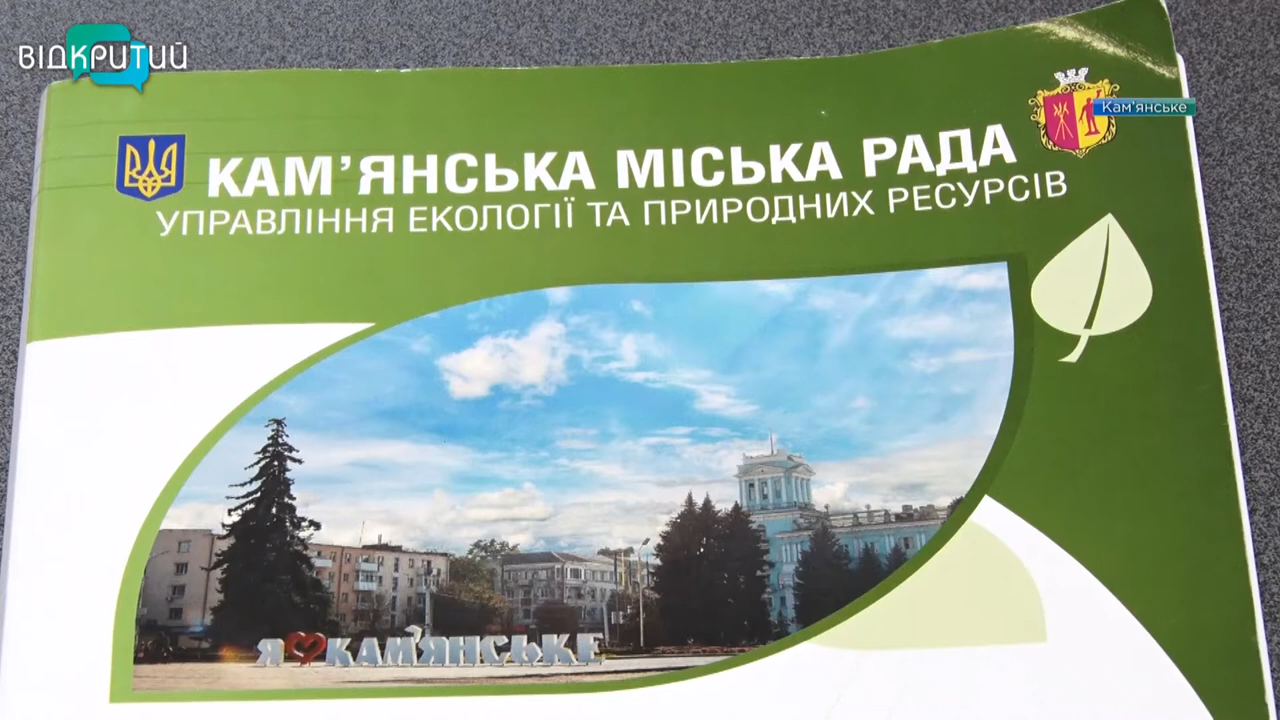 ВІДКРИТИЙ
Кам'янське
КАМ'ЯНСЬКА МІСЬКА РАДА
УПРАВЛІННЯ ЕКОЛОГІЇ ТА ПРИРОДНИХ РЕСУРСІВ
Я КАМ'ЯНСЬКЕ